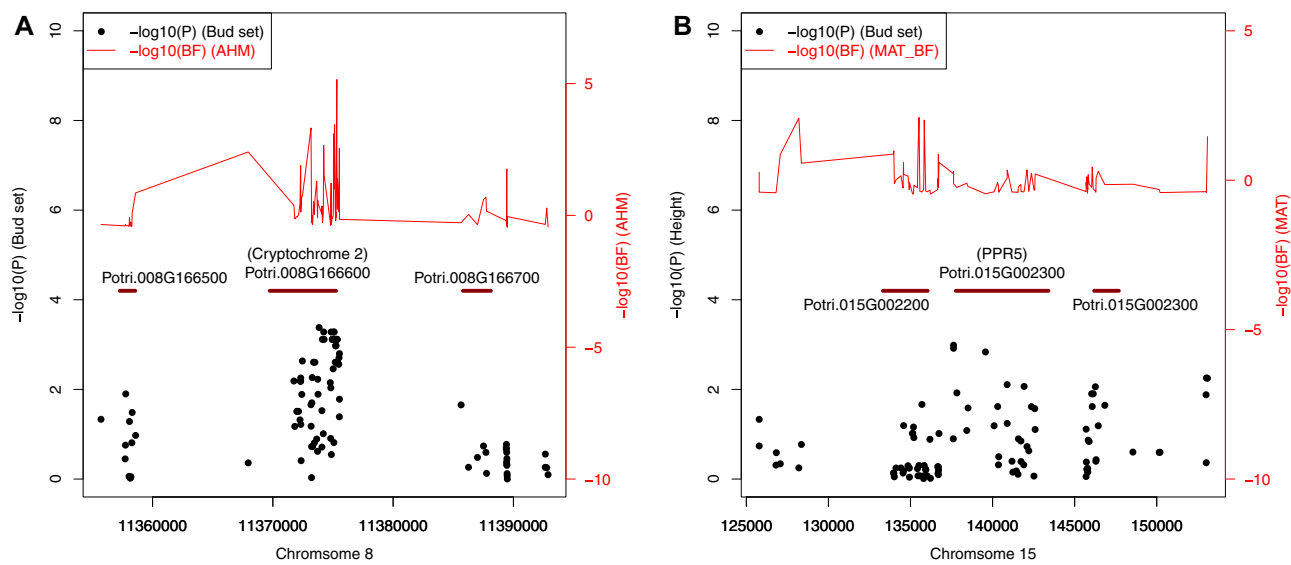 A
−log10(P) (Bud set)
−log10(BF) (AHM)
10
8
6
4
2
0
−log10(P) (Bud set)
5
0
−5
−10
−log10(BF) (AHM)
(Cryptochrome 2)
Potri.008G166500
Potri.008G166600
Potri.008G166700
11360000
11370000
11380000
11390000
Chromsome 8
B
−log10(P) (Bud set)
−log10(BF) (MAT_BF)
10
8
6
4
2
0
−log10(P) (Height)
5
0
−5
−10
−log10(BF) (MAT)
(PPR5)
Potri.015G002300
Potri.015G002200
Potri.015G002300
125000
130000
135000
140000
145000
150000
Chromsome 15